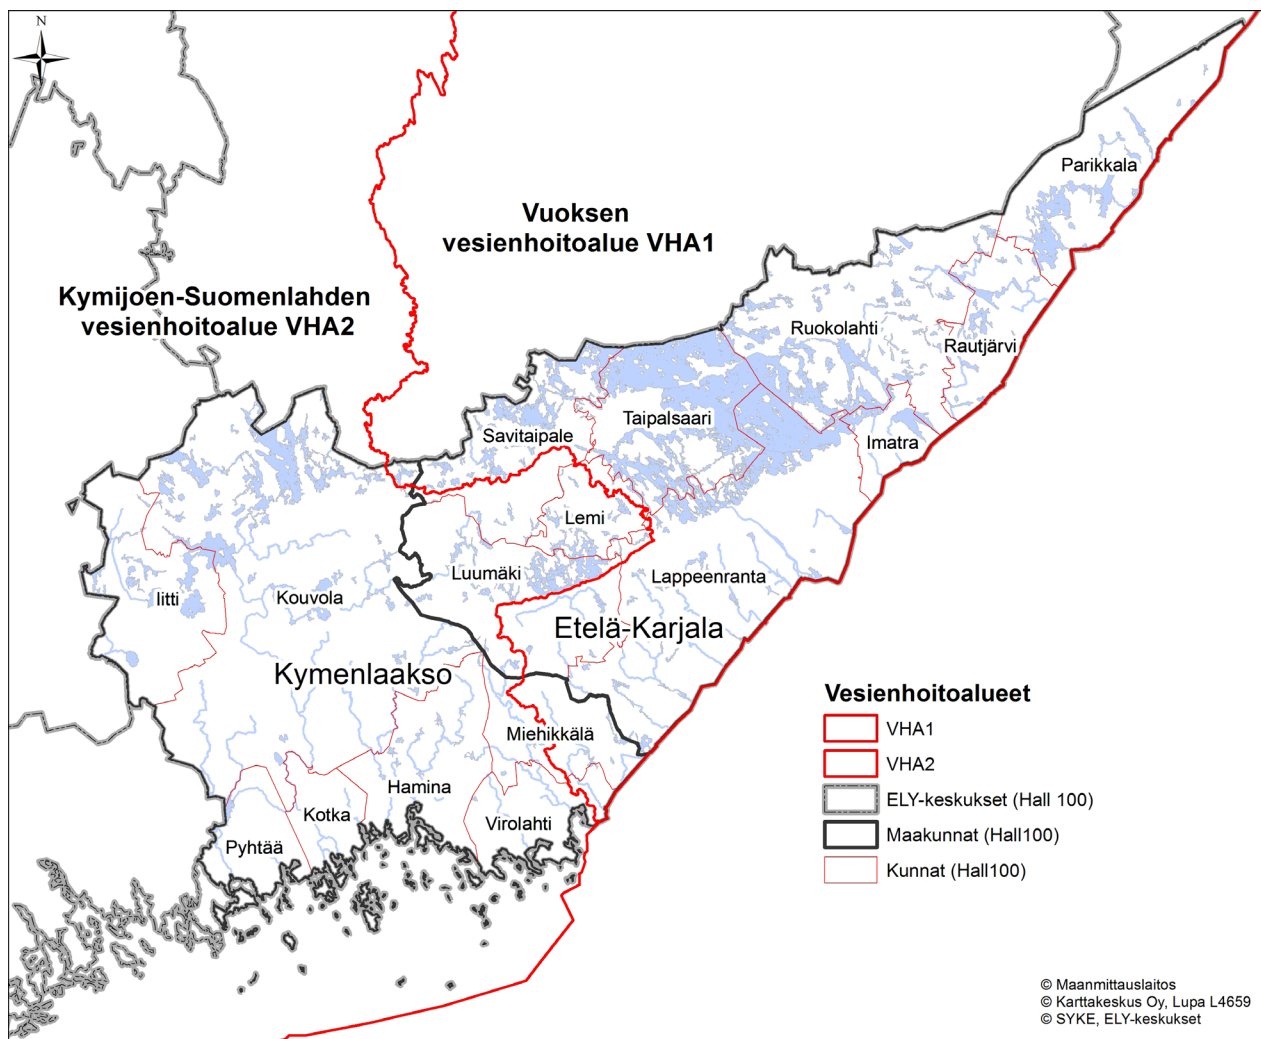 N
Parikkala
Vuoksen
vesienhoitoalue VHA1
Kymijoen-Suomenlahden
vesienhoitoalue VHA2
Ruokolahti
Rautjärvi
Taipalsaari
Savitaipale
Imatra
Lemi
Luumäki
Lappeenranta
Iitti
Kouvola
Etelä-Karjala
Kymenlaakso
Miehikkälä
Hamina
Kotka
Virolahti
Pyhtää
Vesienhoitoalueet
VHA1
VHA2
ELY-keskukset (Hall 100)
Maakunnat (Hall100)
Kunnat (Hall100)
© Maanmittauslaitos
© Karttakeskus Oy, Lupa L4659
© SYKE, ELY-keskukset